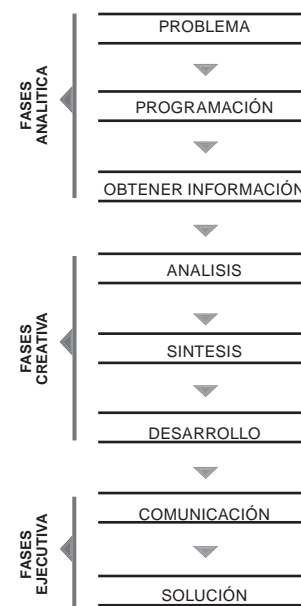 FASES
ANALITICA
PROBLEMA
PROGRAMACIÓN
OBTENER INFORMACIÓN
FASES
CREATIVA
ANALISIS
SINTESIS
DESARROLLO
FASES
EJECUTIVA
COMUNICACIÓN
SOLUCIÓN